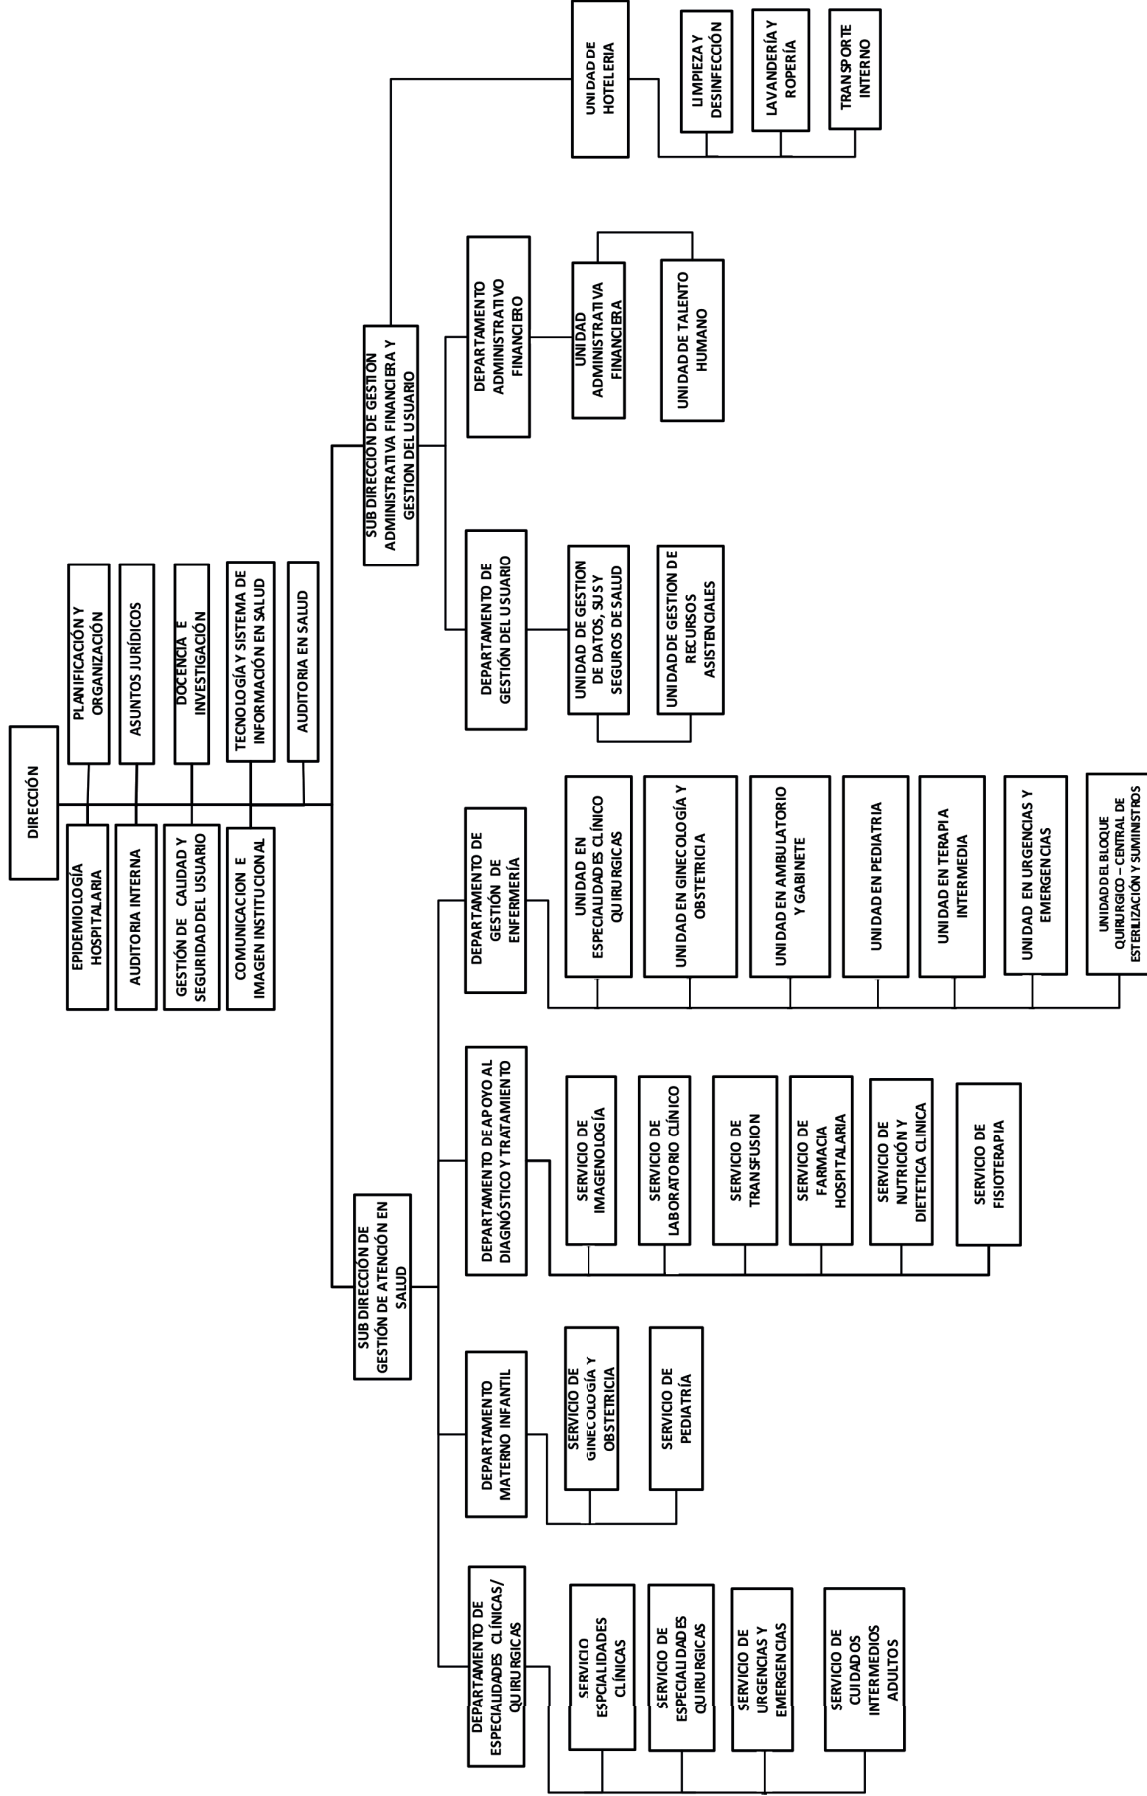 DIRECCIÓN
EPIDEMIOLOGÍA
HOSPITALARIA
PLANIFICACIÓN Y
ORGANIZACIÓN
AUDITORIA INTERNA
ASUNTOS JURÍDICOS
GESTIÓN DE CALIDAD Y
SEGURIDAD DEL USUARIO
DOCENCIA E
INVESTIGACIÓN
COMUNICACION E
IMAGEN INSTITUCIONAL
TECNOLOGÍA Y SISTEMA DE
INFORMACIÓN EN SALUD
AUDITORIA EN SALUD
SUB DIRECCIÓN DE
GESTIÓN DE ATENCIÓN EN
SALUD
SUB DIRECCION DE GESTION
ADMINISTRATIVA FINANCIERA Y
GESTION DEL USUARIO
DEPARTAMENTO DE
ESPECIALIDADES CLÍNICAS/
QUIRURGICAS
SERVICIO
ESPCIALIDADES
CLÍNICAS
SERVICIO DE
ESPECIALIDADES
QUIRURGICAS
SERVICIO DE
URGENCIAS Y
EMERGENCIAS
SERVICIO DE
CUIDADOS
INTERMEDIOS
ADULTOS
DEPARTAMENTO
MATERNO INFANTIL
SERVICIO DE
GINECOLOGÍA Y
OBSTETRICIA
SERVICIO DE
PEDIATRÍA
DEPARTAMENTO DE APOYO AL
DIAGNÓSTICO Y TRATAMIENTO
SERVICIO DE
IMAGENOLOGÍA
SERVICIO DE
LABORATORIO CLÍNICO
SERVICIO DE
TRANSFUSION
SERVICIO DE
FARMACIA
HOSPITALARIA
SERVICIO DE
NUTRICIÓN Y
DIETETICA CLINICA
SERVICIO DE
FISIOTERAPIA
DEPARTAMENTO DE
GESTIÓN DE
ENFERMERÍA
UNIDAD EN
ESPECIALIDADES CLÍNICO
QUIRURGICAS
UNIDAD EN GINECOLOGÍA Y
OBSTETRICIA
UNIDAD EN AMBULATORIO
Y GABINETE
UNIDAD EN PEDIATRIA
UNIDAD EN TERAPIA
INTERMEDIA
UNIDAD EN URGENCIAS Y
EMERGENCIAS
UNIDAD DEL BLOQUE
QUIRURGICO – CENTRAL DE
ESTERILIZACIÓN Y SUMINISTROS
DEPARTAMENTO DE
GESTIÓN DEL USUARIO
UNIDAD DE GESTION
DE DATOS, SUS Y
SEGUROS DE SALUD
UNIDAD DE GESTION DE
RECURSOS
ASISTENCIALES
DEPARTAMENTO
ADMINISTRATIVO
FINANCIERO
UNIDAD
ADMINISTRATIVA
FINANCIERA
UNIDAD DE TALENTO
HUMANO
UNIDAD DE
HOTELERIA
LIMPIEZA Y
DESINFECCIÓN
LAVANDERÍA Y
ROPERÍA
TRANSPORTE
INTERNO